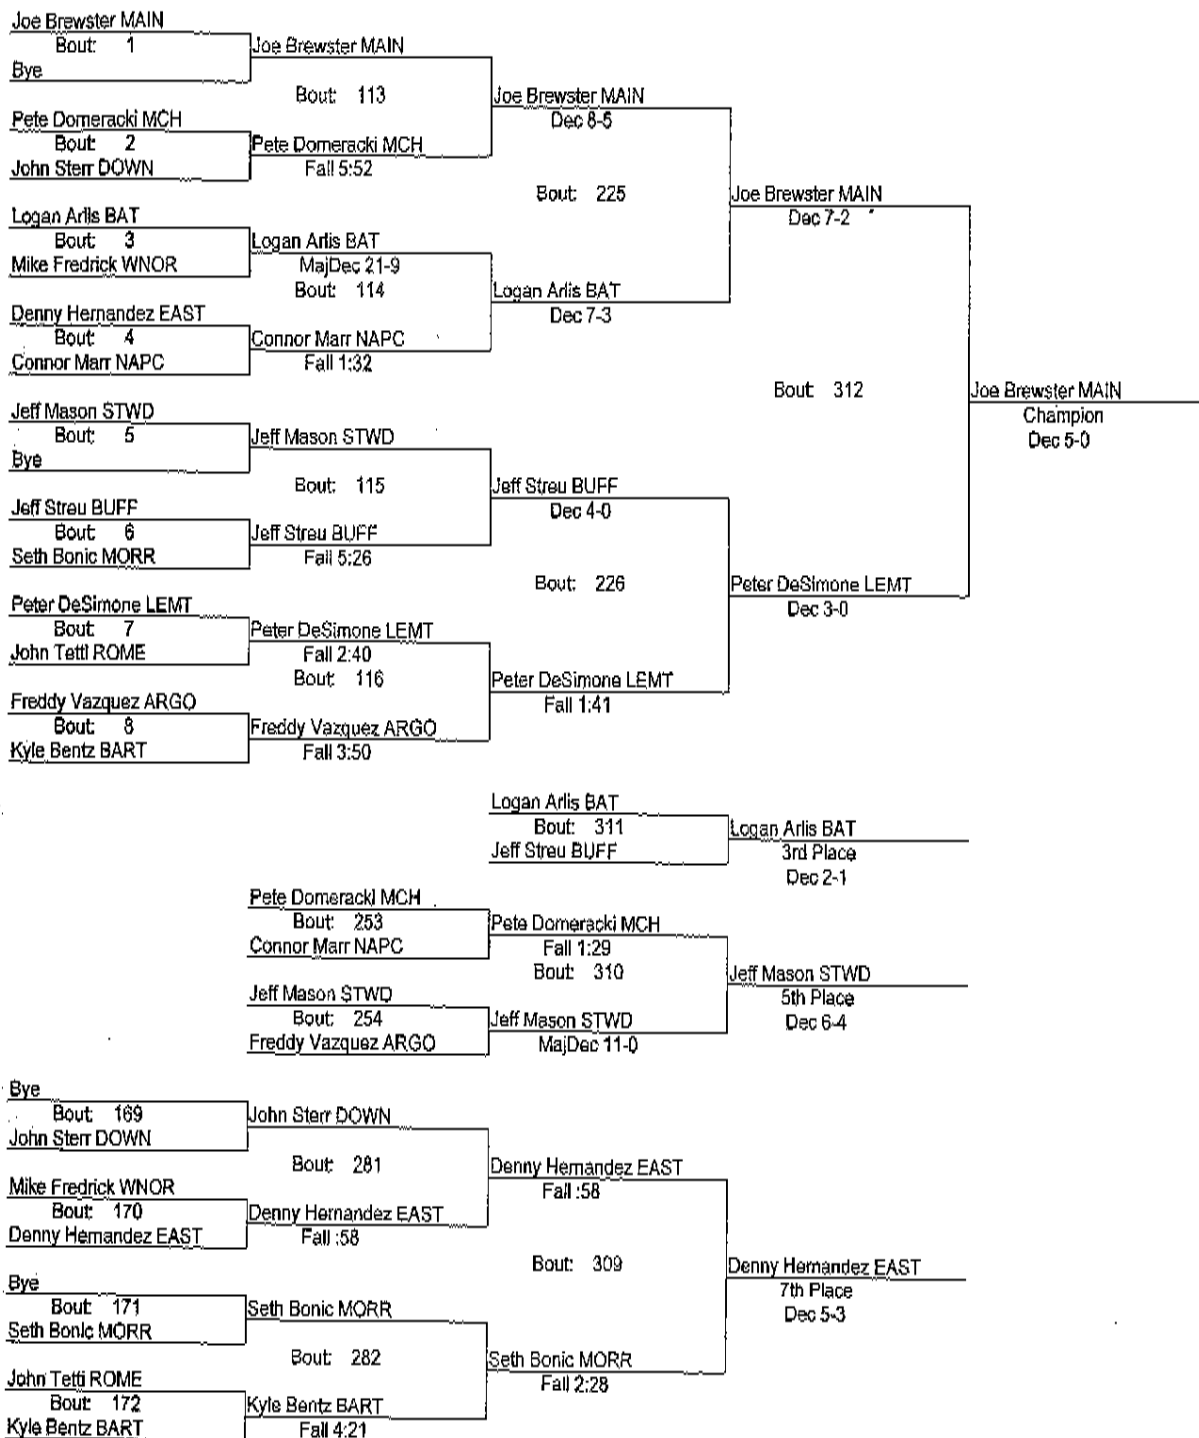 Joe Brewster MAIN
Bout: 1
Bye
Joe Brewster MAIN
Bout: 113
Pete Domeracki MCH
Bout: 2
John Sterr DOWN
Pete Domeracki MCH
Fall 5:52
Joe Brewster MAIN
Dec 8-5
Bout: 225
Logan Arlis BAT
Bout: 3
Mike Fredrick WNOR
Logan Arlis BAT
MajDec 21-9
Bout: 114
Denny Hernandez EAST
Bout: 4
Connor Marr NAPC
Connor Marr NAPC
Fall 1:32
Logan Arlis BAT
Dec 7-3
Joe Brewster MAIN
Dec 7-2
Bout: 312
Joe Brewster MAIN
Champion
Dec 5-0
Jeff Mason STWD
Bout: 5
Bye
Jeff Mason STWD
Bout: 115
Jeff Streu BUFF
Bout: 6
Seth Bonic MORR
Jeff Streu BUFF
Fall 5:26
Jeff Streu BUFF
Dec 4-0
Bout: 226
Peter DeSimone LEMT
Dec 3-0
Peter DeSimone LEMT
Bout: 7
John Tetti ROME
Peter DeSimone LEMT
Fall 2:40
Bout: 116
Freddy Vazquez ARGO
Bout: 8
Kyle Bentz BART
Freddy Vazquez ARGO
Fall 3:50
Peter DeSimone LEMT
Fall 1:41
Logan Arlis BAT
Bout: 311
Jeff Streu BUFF
Logan Arlis BAT
3rd Place
Dec 2-1
Pete Domeracki MCH
Bout: 253
Connor Marr NAPC
Pete Domeracki MCH
Fall 1:29
Bout: 310
Jeff Mason STWD
Bout: 254
Freddy Vazquez ARGO
Jeff Mason STWD
MajDec 11-0
Jeff Mason STWD
5th Place
Dec 6-4
Bye
Bout: 169
John Sterr DOWN
John Sterr DOWN
Bout: 281
Mike Fredrick WNOR
Bout: 170
Denny Hernandez EAST
Denny Hernandez EAST
Fall :58
Denny Hernandez EAST
Fall :58
Bout: 309
Denny Hernandez EAST
7th Place
Dec 5-3
Bye
Bout: 171
Seth Bonic MORR
Seth Bonic MORR
Bout: 282
John Tetti ROME
Bout: 172
Kyle Bentz BART
Kyle Bentz BART
Fall 4:21
Seth Bonic MORR
Fall 2:28